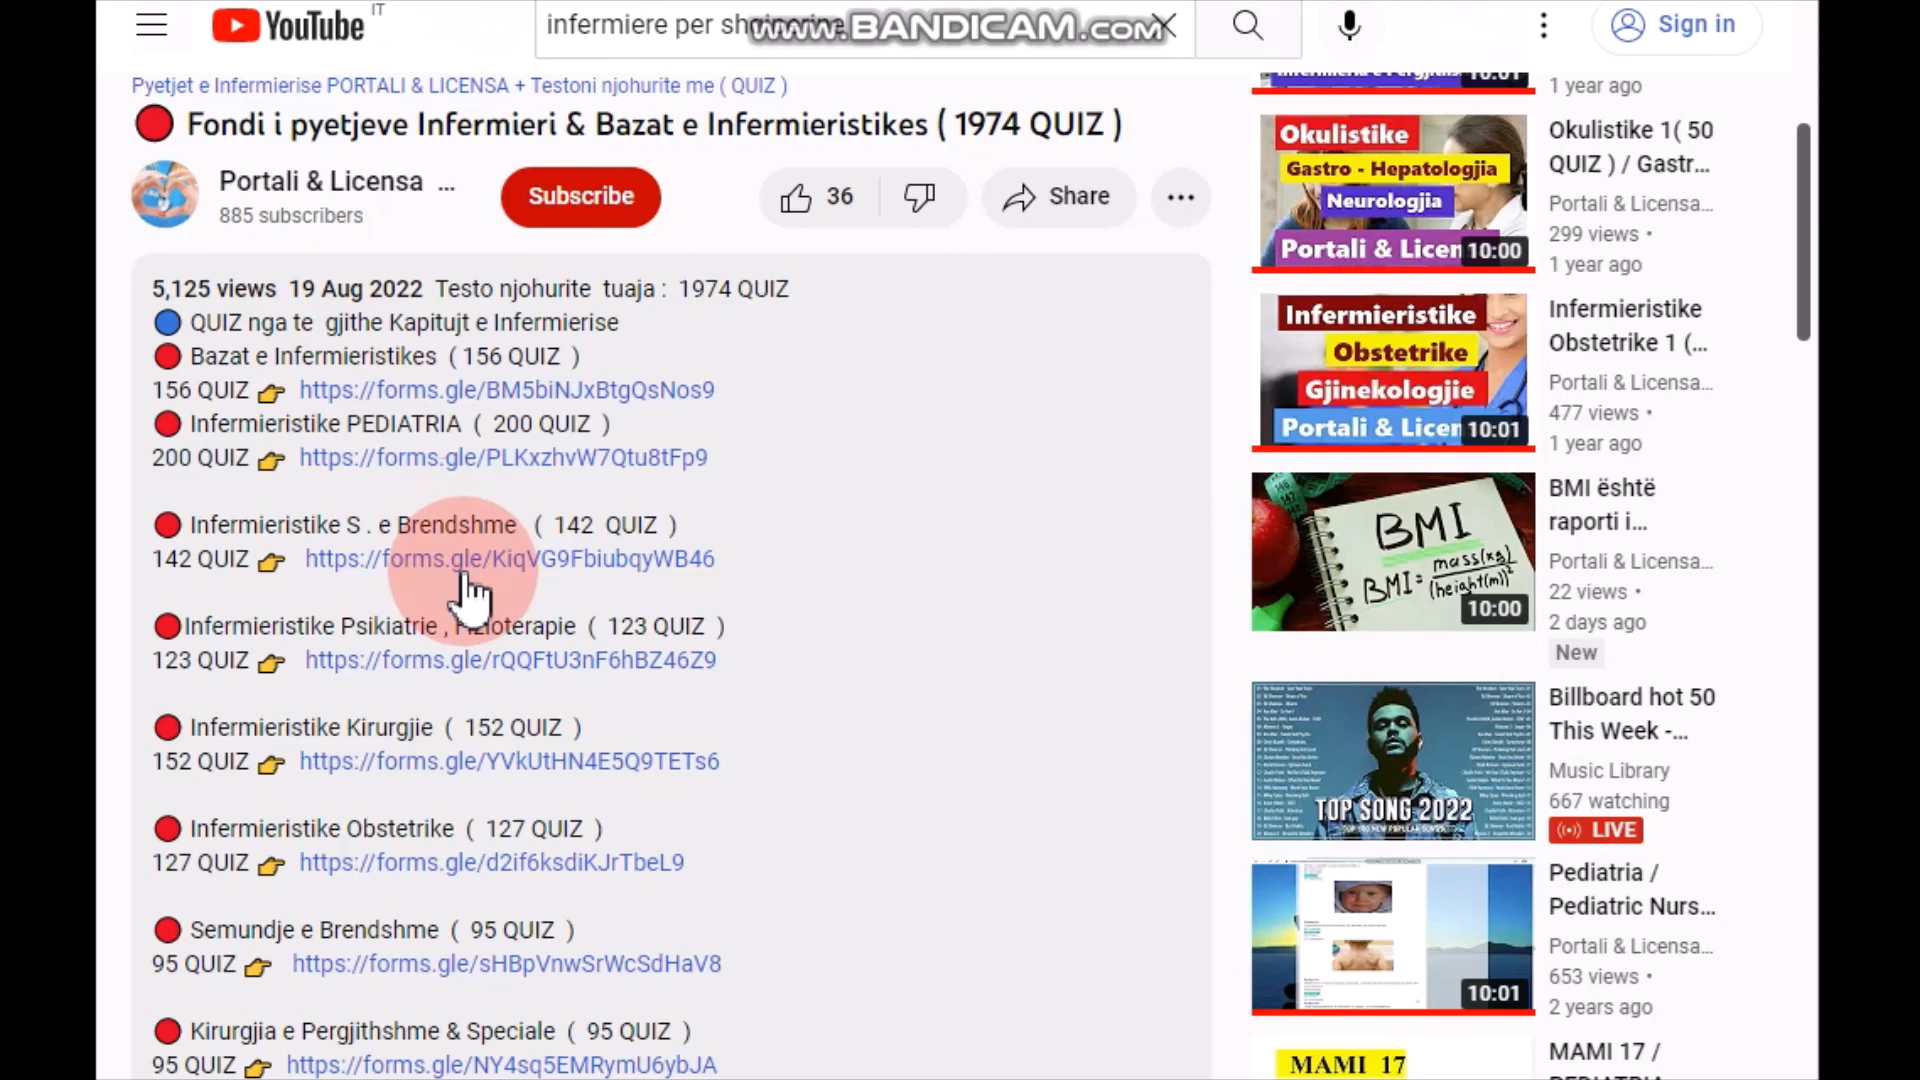 YouTube IT
infermiere per
www.BANDICAM.com
Sign in
Pyetjet e Infermierise PORTALI & LICENSA + Testoni njohurite me ( QUIZ )
Fondi i pyetjeve Infermieri & Bazat e Infermieristikes ( 1974 QUIZ )
Portali & Licensa ...
885 subscribers
Subscribe
36
Share
5,125 views 19 Aug 2022 Testo njohurite tuaja : 1974 QUIZ
QUIZ nga te gjithe Kapitujt e Infermierise
Bazat e Infermieristikes ( 156 QUIZ )
156 QUIZ 👉 https://forms.gle/BM5biNJxBtgQsNos9
Infermieristike PEDIATRIA ( 200 QUIZ )
200 QUIZ 👉 https://forms.gle/PLKxzhvW7Qtu8tFp9
Infermieristike S . e Brendshme ( 142 QUIZ )
142 QUIZ 👉 https://forms.gle/KiqVG9FbiubqyWB46
Infermieristike Psikiatrie , Fizioterapie ( 123 QUIZ )
123 QUIZ 👉 https://forms.gle/rQQFtU3nF6hBZ46Z9
Infermieristike Kirurgjie ( 152 QUIZ )
152 QUIZ 👉 https://forms.gle/YVkUtHN4E5Q9TETs6
Infermieristike Obstetrike ( 127 QUIZ )
127 QUIZ 👉 https://forms.gle/d2if6ksdiKJrTbeL9
Semundje e Brendshme ( 95 QUIZ )
95 QUIZ 👉 https://forms.gle/sHBpVnwSrWcSdHaV8
Kirurgjia e Pergjithshme & Speciale ( 95 QUIZ )
95 QUIZ 👉 https://forms.gle/NY4sq5EMRymU6ybJA
10:01
1 year ago
Okulistike
Gastro - Hepatologjia
Neurologjia
Portali & Licen
10:00
Okulistike 1( 50
QUIZ ) / Gastr...
Portali & Licensa...
299 views •
1 year ago
Infermieristike
Obstetrike
Gjinekologjie
Portali & Licen
10:01
Infermieristike
Obstetrike 1 (...
Portali & Licensa...
477 views •
1 year ago
BMI
BMI = mass(kg)
(height(m))²
10:00
BMI është
raporti i...
Portali & Licensa...
22 views •
2 days ago
New
TOP SONG 2022
Billboard hot 50
This Week -...
Music Library
667 watching
LIVE
10:01
Pediatria /
Pediatric Nurs...
Portali & Licensa...
653 views •
2 years ago
MAMI 17
MAMI 17 /